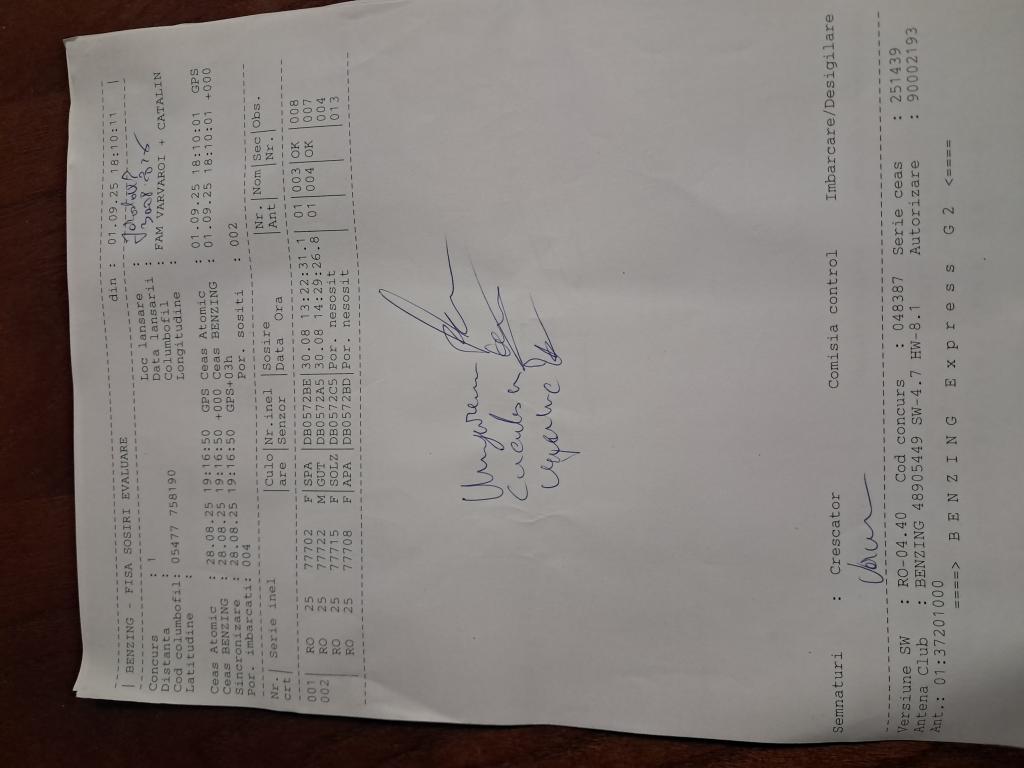 | BENZING - FISA SOSIRI EVALUARE din : 01.09.25 18:10:11 |
Concurs : 1 Loc lansare :
Distanta : Data lansarii :
Cod columbofil: 05477 758190 Columbofil : FAM VARVAROI + CATALIN
Latitudine : Longitudine :
Ceas Atomic : 28.08.25 19:16:50 GPS Ceas Atomic : 01.09.25 18:10:01 GPS
Ceas BENZING : 28.08.25 19:16:50 +000 Ceas BENZING : 01.09.25 18:10:01 +000
Sincronizare: 28.08.25 19:16:50 GPS+03h
Por. imbarcati: 004 Por. sositi : 002
Nr. | Serie inel |Culo|Nr.inel |Sosire |Nr. |Nom|Sec|Obs.
crt| |are |Senzor |Data Ora |Ant| |Nr.|
001| RO 25 77702 F|SPA |DB0572BE|30.08 13:22:31.1|01|003|OK |008
002| RO 25 77722 M|GUT |DB0572A5|30.08 14:29:26.8|01|004|OK |007
| RO 25 77715 F|SOLZ|DB0572C5|Por. nesosit | | | |004
| RO 25 77708 F|APA |DB0572BD|Por. nesosit | | | |013
Semnaturi : Crescator Comisia control Imbarcare/Desigilare
Versiune SW : RO-04.40 Cod concurs : 048387 Serie ceas : 251439
Antena Club : BENZING 48905449 SW-4.7 HW-8.1 Autorizare : 90002193
Ant.: 01:37201000
====> B E N Z I N G E x p r e s s G 2 <====